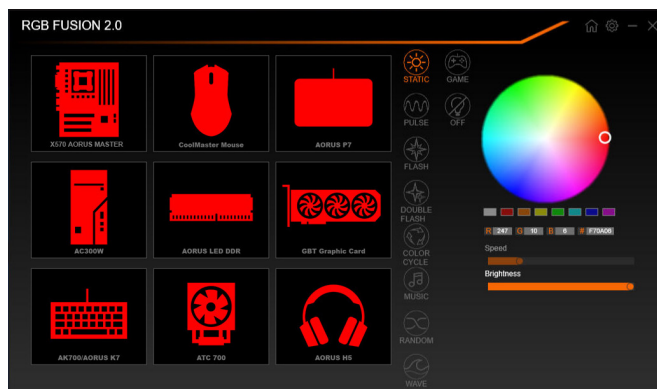 RGB FUSION 2.0
X570 AORUS MASTER
CoolMaster Mouse
AORUS P7
AC300W
AORUS LED DDR
GBT Graphic Card
AK700/AORUS K7
ATC 700
AORUS H5
STATIC
GAME
PULSE
OFF
FLASH
DOUBLE
FLASH
COLOR
CYCLE
MUSIC
RANDOM
WAVE
R 247 G 10 B 6 # F70A06
Speed
Brightness